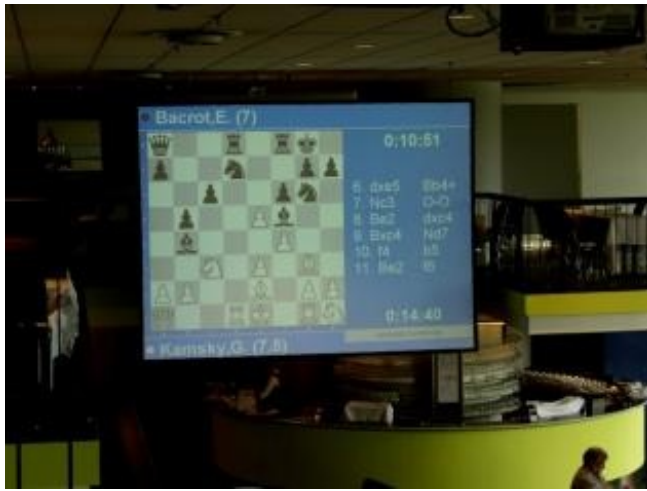 Bacrot,E. (7)
0:10:51
6. dxe5 Bb4+
7. Nc3 O-O
8. Be2 dxc4
9. Bxc4 Nd7
10. f4 b5
11. Be2 f6
0:14:40
Kamsky,G. (7,5)